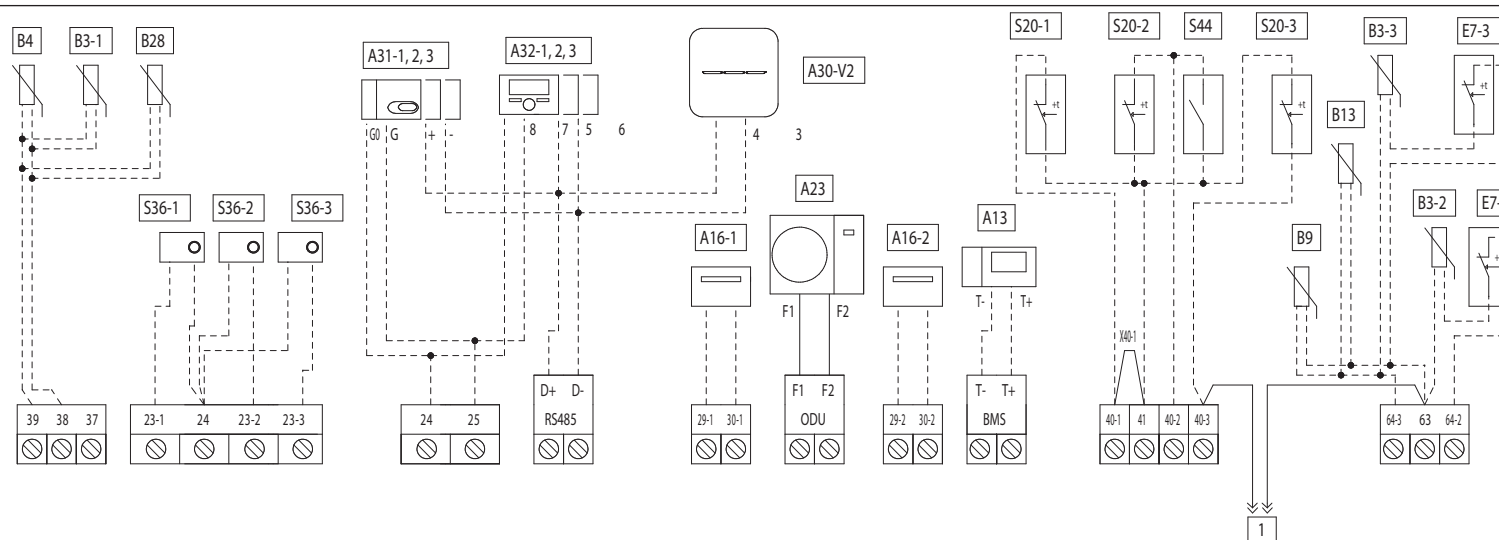 S20-1 S20-2 S44 S20-3
B4 B3-1 B28 B3-3 E7-3
A31-1, 2, 3 A32-1, 2, 3
A30-V2
+t +t +t +t
B13
G0 G + - 8 7 5 6 4 3
A23
S36-1 S36-2 S36-3 B3-2 E7-
A16-1 A16-2 A13 B9
+
T- T+
F1 F2
X40-1
D+ D- F1 F2 T- T+
39 38 37 23-1 24 23-2 23-3 24 25 RS485 29-1 30-1 ODU 29-2 30-2 BMS 40-1 41 40-2 40-3 64-3 63 64-2
1